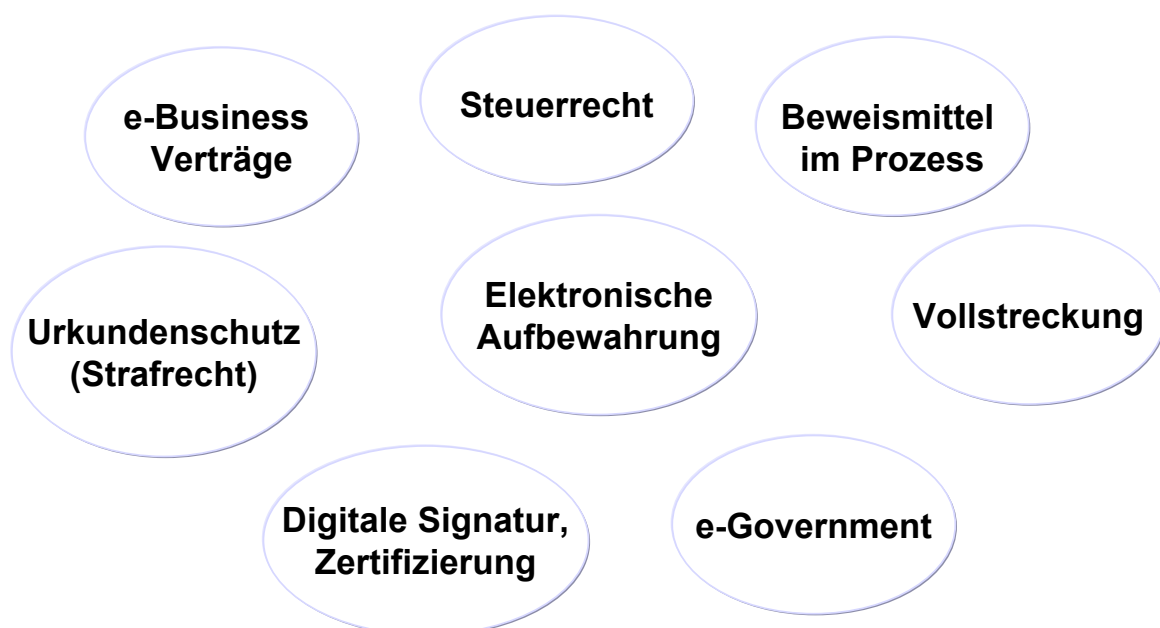 e-Business
Verträge
Steuerrecht
Beweismittel
im Prozess
Urkundenschutz
(Strafrecht)
Elektronische
Aufbewahrung
Vollstreckung
Digitale Signatur,
Zertifizierung
e-Government